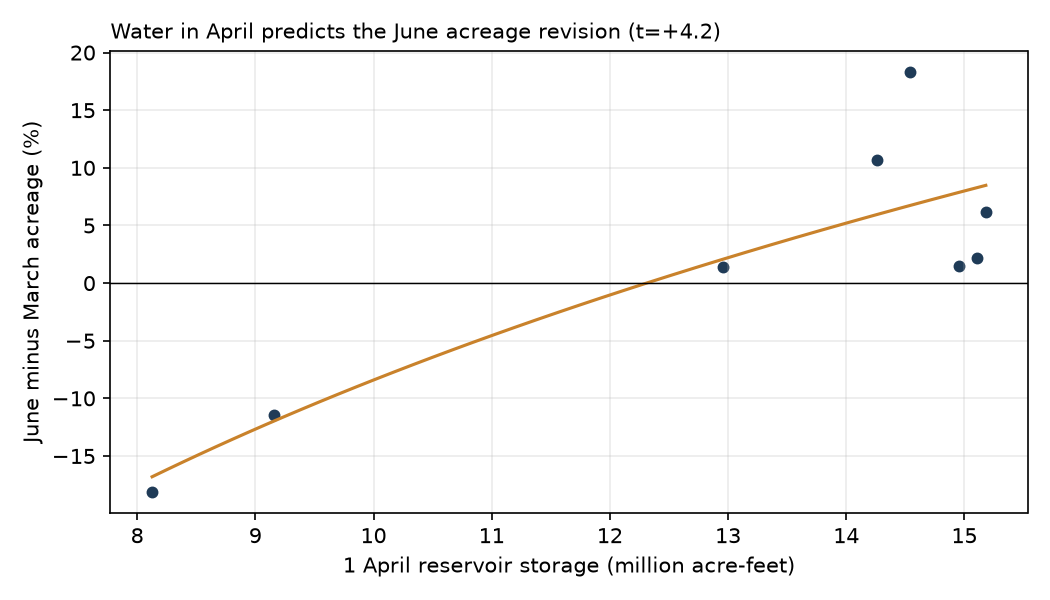 Water in April predicts the June acreage revision (t=+4.2)
20
15
10
5
0
−5
−10
−15
June minus March acreage (%)
8 9 10 11 12 13 14 15
1 April reservoir storage (million acre-feet)